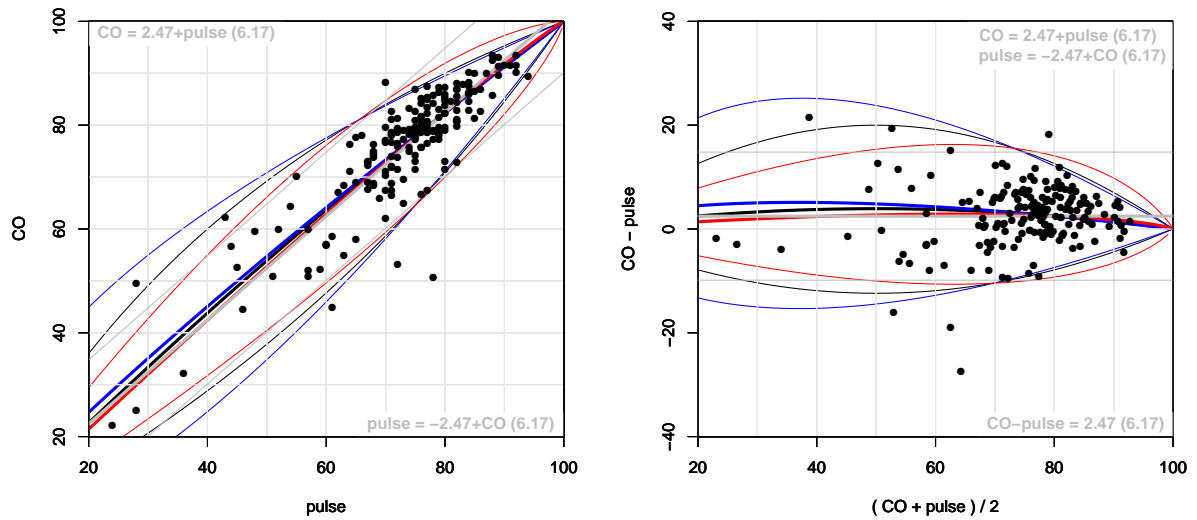 CO = 2.47+pulse (6.17)
pulse = −2.47+CO (6.17)
100
80
60
40
20
CO
20 40 60 80 100
pulse
CO = 2.47+pulse (6.17)
pulse = −2.47+CO (6.17)
CO−pulse = 2.47 (6.17)
40
20
0
−20
−40
CO − pulse
20 40 60 80 100
( CO + pulse ) / 2